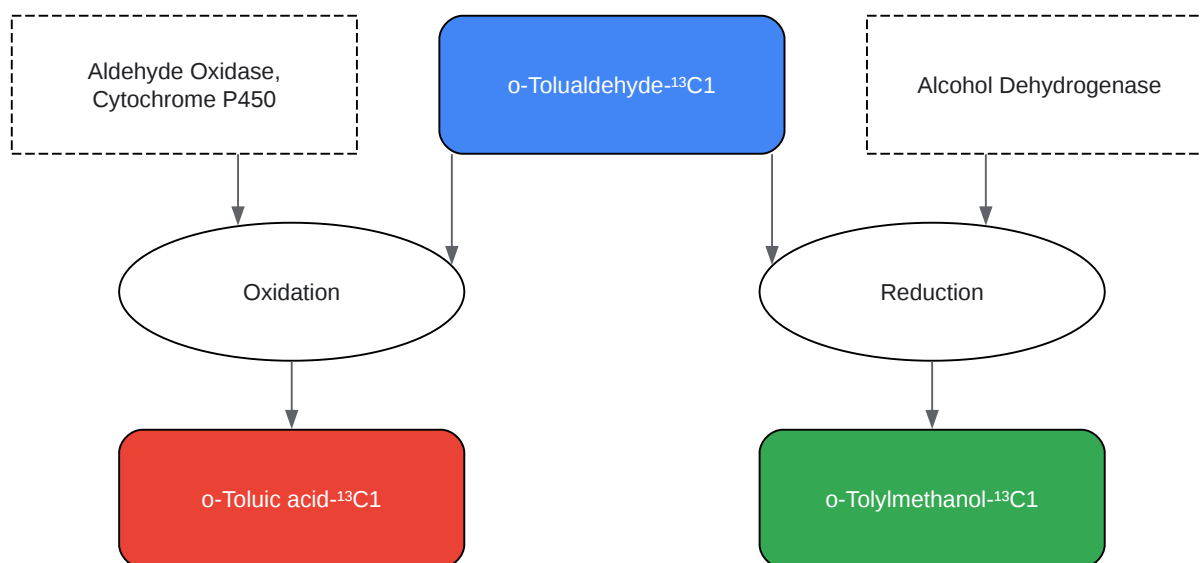 Aldehyde Oxidase,
Cytochrome P450
o-Tolualdehyde-¹³C1
Alcohol Dehydrogenase
Oxidation
Reduction
o-Toluic acid-¹³C1
o-Tolylmethanol-¹³C1